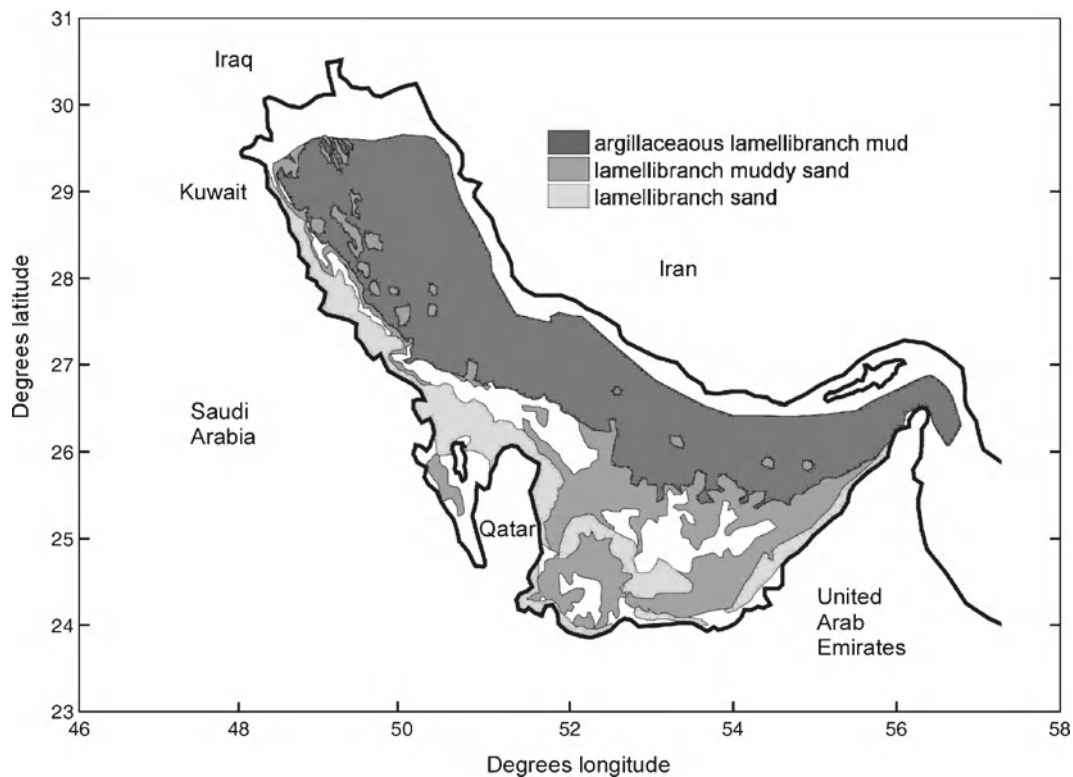 31
30
29
28
27
26
25
24
23
46
48
50
52
54
56
58
Degrees latitude
Degrees longitude
Iraq
Kuwait
Iran
Saudi
Arabia
Qatar
United
Arab
Emirates
argillaceaous lamellibranch mud
lamellibranch muddy sand
lamellibranch sand